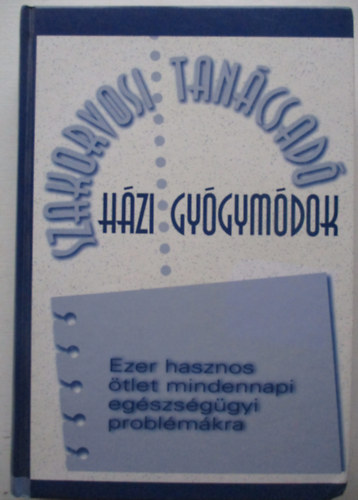 SZAKORVOSI TANÁCSADÓ
HÁZI GYÓGYMÓDOK
Ezer hasznos
ötlet mindennapi
egészségügyi
problémákra